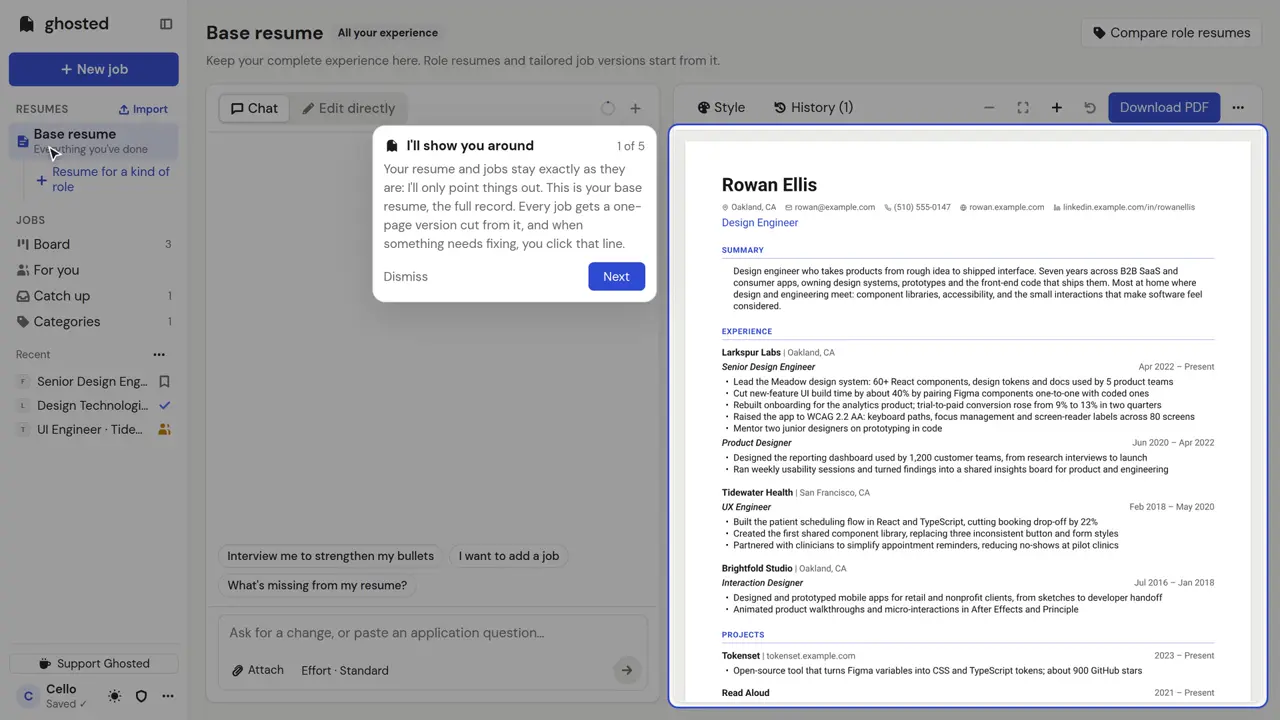 ghosted
New job
RESUMES
Import
Base resume
Everything you've done
Resume for a kind of
role
JOBS
Board 3
For you
Catch up 1
Categories 1
Recent
F Senior Design Eng...
L Design Technologi...
T UI Engineer · Tide...
Support Ghosted
C Cello
Saved ✓
Base resume
All your experience
Keep your complete experience here. Role resumes and tailored job versions start from it.
Compare role resumes
Chat
Edit directly
I'll show you around
1 of 5
Your resume and jobs stay exactly as they
are: I'll only point things out. This is your base
resume, the full record. Every job gets a one-
page version cut from it, and when
something needs fixing, you click that line.
Dismiss
Next
Interview me to strengthen my bullets
I want to add a job
What's missing from my resume?
Ask for a change, or paste an application question...
Attach
Effort · Standard
Style
History (1)
Download PDF
Rowan Ellis
Oakland, CA rowan@example.com (510) 555-0147 rowan.example.com linkedin.example.com/in/rowanellis
Design Engineer
SUMMARY
Design engineer who takes products from rough idea to shipped interface. Seven years across B2B SaaS and
consumer apps, owning design systems, prototypes and the front-end code that ships them. Most at home where
design and engineering meet: component libraries, accessibility, and the small interactions that make software feel
considered.
EXPERIENCE
Larkspur Labs | Oakland, CA
Senior Design Engineer Apr 2022 – Present
• Lead the Meadow design system: 60+ React components, design tokens and docs used by 5 product teams
• Cut new-feature UI build time by about 40% by pairing Figma components one-to-one with coded ones
• Rebuilt onboarding for the analytics product; trial-to-paid conversion rose from 9% to 13% in two quarters
• Raised the app to WCAG 2.2 AA: keyboard paths, focus management and screen-reader labels across 80 screens
• Mentor two junior designers on prototyping in code
Product Designer Jun 2020 – Apr 2022
• Designed the reporting dashboard used by 1,200 customer teams, from research interviews to launch
• Ran weekly usability sessions and turned findings into a shared insights board for product and engineering
Tidewater Health | San Francisco, CA
UX Engineer Feb 2018 – May 2020
• Built the patient scheduling flow in React and TypeScript, cutting booking drop-off by 22%
• Created the first shared component library, replacing three inconsistent button and form styles
• Partnered with clinicians to simplify appointment reminders, reducing no-shows at pilot clinics
Brightfold Studio | Oakland, CA
Interaction Designer Jul 2016 – Jan 2018
• Designed and prototyped mobile apps for retail and nonprofit clients, from sketches to developer handoff
• Animated product walkthroughs and micro-interactions in After Effects and Principle
PROJECTS
Tokenset | tokenset.example.com 2023 – Present
• Open-source tool that turns Figma variables into CSS and TypeScript tokens; about 900 GitHub stars
Read Aloud 2021 – Present